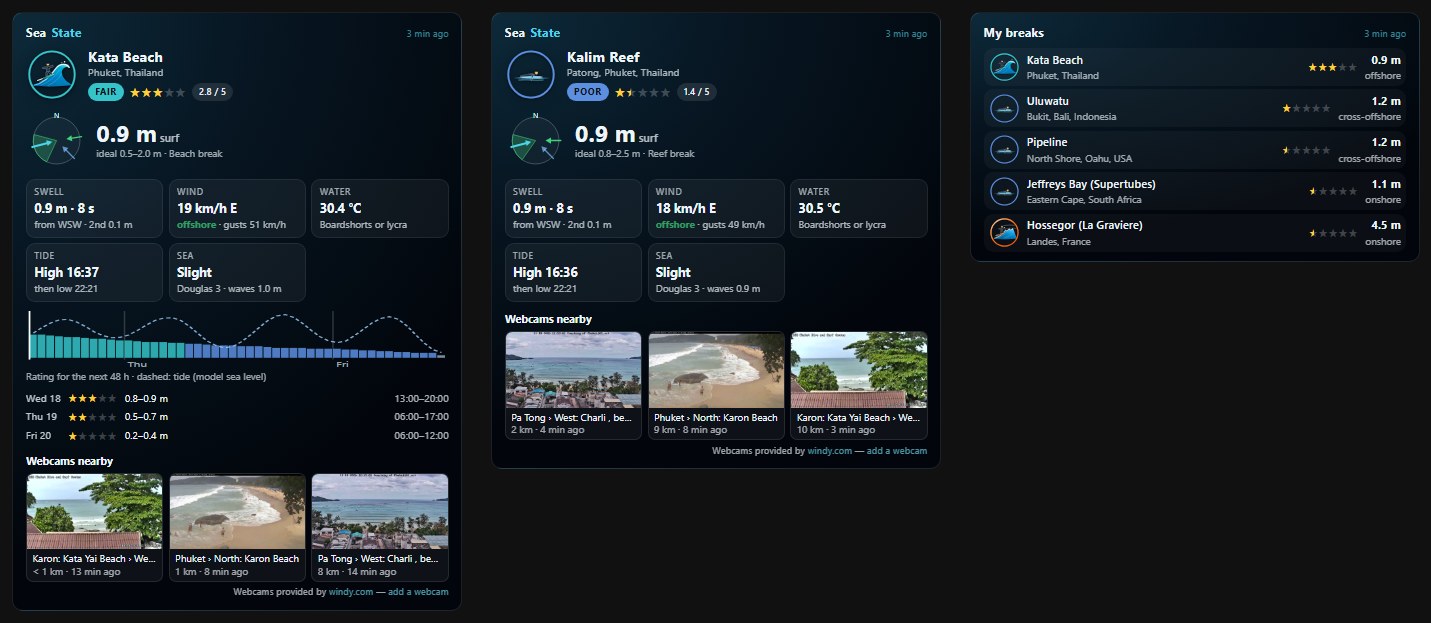 Sea State
3 min ago
Kata Beach
Phuket, Thailand
FAIR
2.8 / 5
N
0.9 m surf
ideal 0.5–2.0 m · Beach break
SWELL
0.9 m · 8 s
from WSW · 2nd 0.1 m
WIND
19 km/h E
offshore · gusts 51 km/h
WATER
30.4 °C
Boardshorts or lycra
TIDE
High 16:37
then low 22:21
SEA
Slight
Douglas 3 · waves 1.0 m
Thu
Fri
Rating for the next 48 h · dashed: tide (model sea level)
Wed 18 0.8–0.9 m 13:00–20:00
Thu 19 0.5–0.7 m 06:00–17:00
Fri 20 0.2–0.4 m 06:00–12:00
Webcams nearby
Karon: Kata Yai Beach › We...
< 1 km · 13 min ago
Phuket › North: Karon Beach
1 km · 8 min ago
Pa Tong › West: Charli , be...
8 km · 14 min ago
Webcams provided by windy.com — add a webcam
Sea State
3 min ago
Kalim Reef
Patong, Phuket, Thailand
POOR
1.4 / 5
N
0.9 m surf
ideal 0.8–2.5 m · Reef break
SWELL
0.9 m · 8 s
from WSW · 2nd 0.1 m
WIND
18 km/h E
offshore · gusts 49 km/h
WATER
30.5 °C
Boardshorts or lycra
TIDE
High 16:36
then low 22:21
SEA
Slight
Douglas 3 · waves 0.9 m
Webcams nearby
Pa Tong › West: Charli , be...
2 km · 4 min ago
Phuket › North: Karon Beach
9 km · 8 min ago
Karon: Kata Yai Beach › We...
10 km · 3 min ago
Webcams provided by windy.com — add a webcam
My breaks
3 min ago
Kata Beach
Phuket, Thailand
0.9 m
offshore
Uluwatu
Bukit, Bali, Indonesia
1.2 m
cross-offshore
Pipeline
North Shore, Oahu, USA
1.2 m
cross-offshore
Jeffreys Bay (Supertubes)
Eastern Cape, South Africa
1.1 m
onshore
Hossegor (La Graviere)
Landes, France
4.5 m
onshore